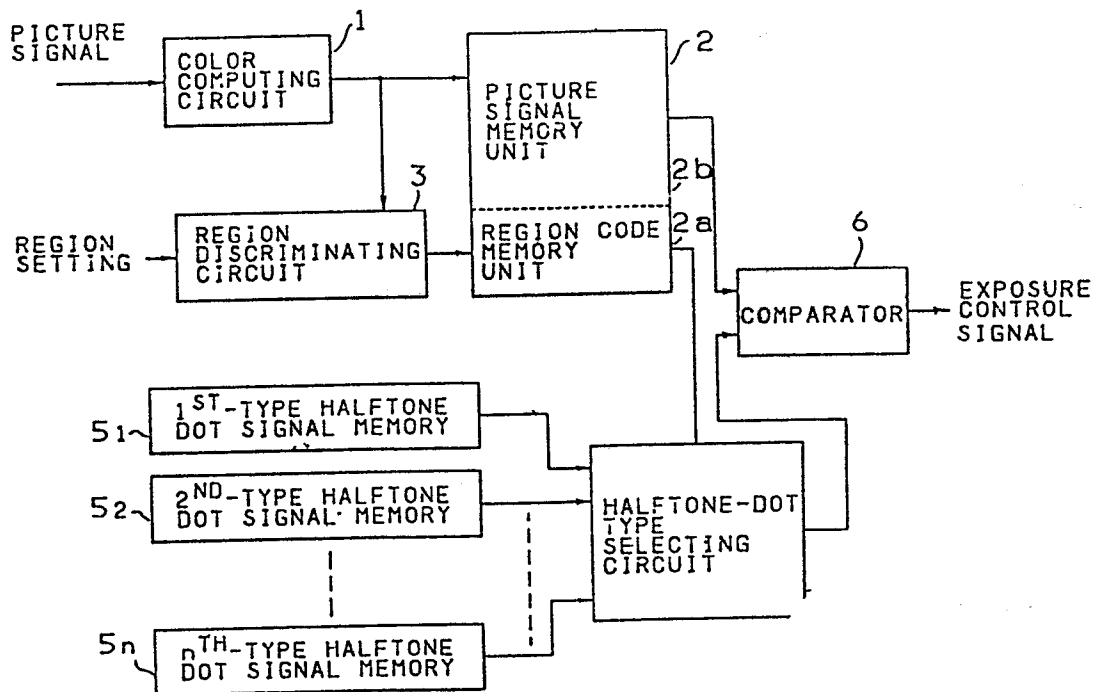 PICTURE
SIGNAL
1
COLOR
COMPUTING
CIRCUIT
2
PICTURE
SIGNAL
MEMORY
UNIT
2b
3
REGION
SETTING
REGION
DISCRIMINATING
CIRCUIT
REGION CODE
MEMORY
UNIT
2a
6
COMPARATOR
EXPOSURE
CONTROL
SIGNAL
51
1ST-TYPE HALFTONE
DOT SIGNAL MEMORY
52
2ND-TYPE HALFTONE
DOT SIGNAL MEMORY
HALFTONE-DOT
TYPE
SELECTING
CIRCUIT
5n
nTH-TYPE HALFTONE
DOT SIGNAL MEMORY